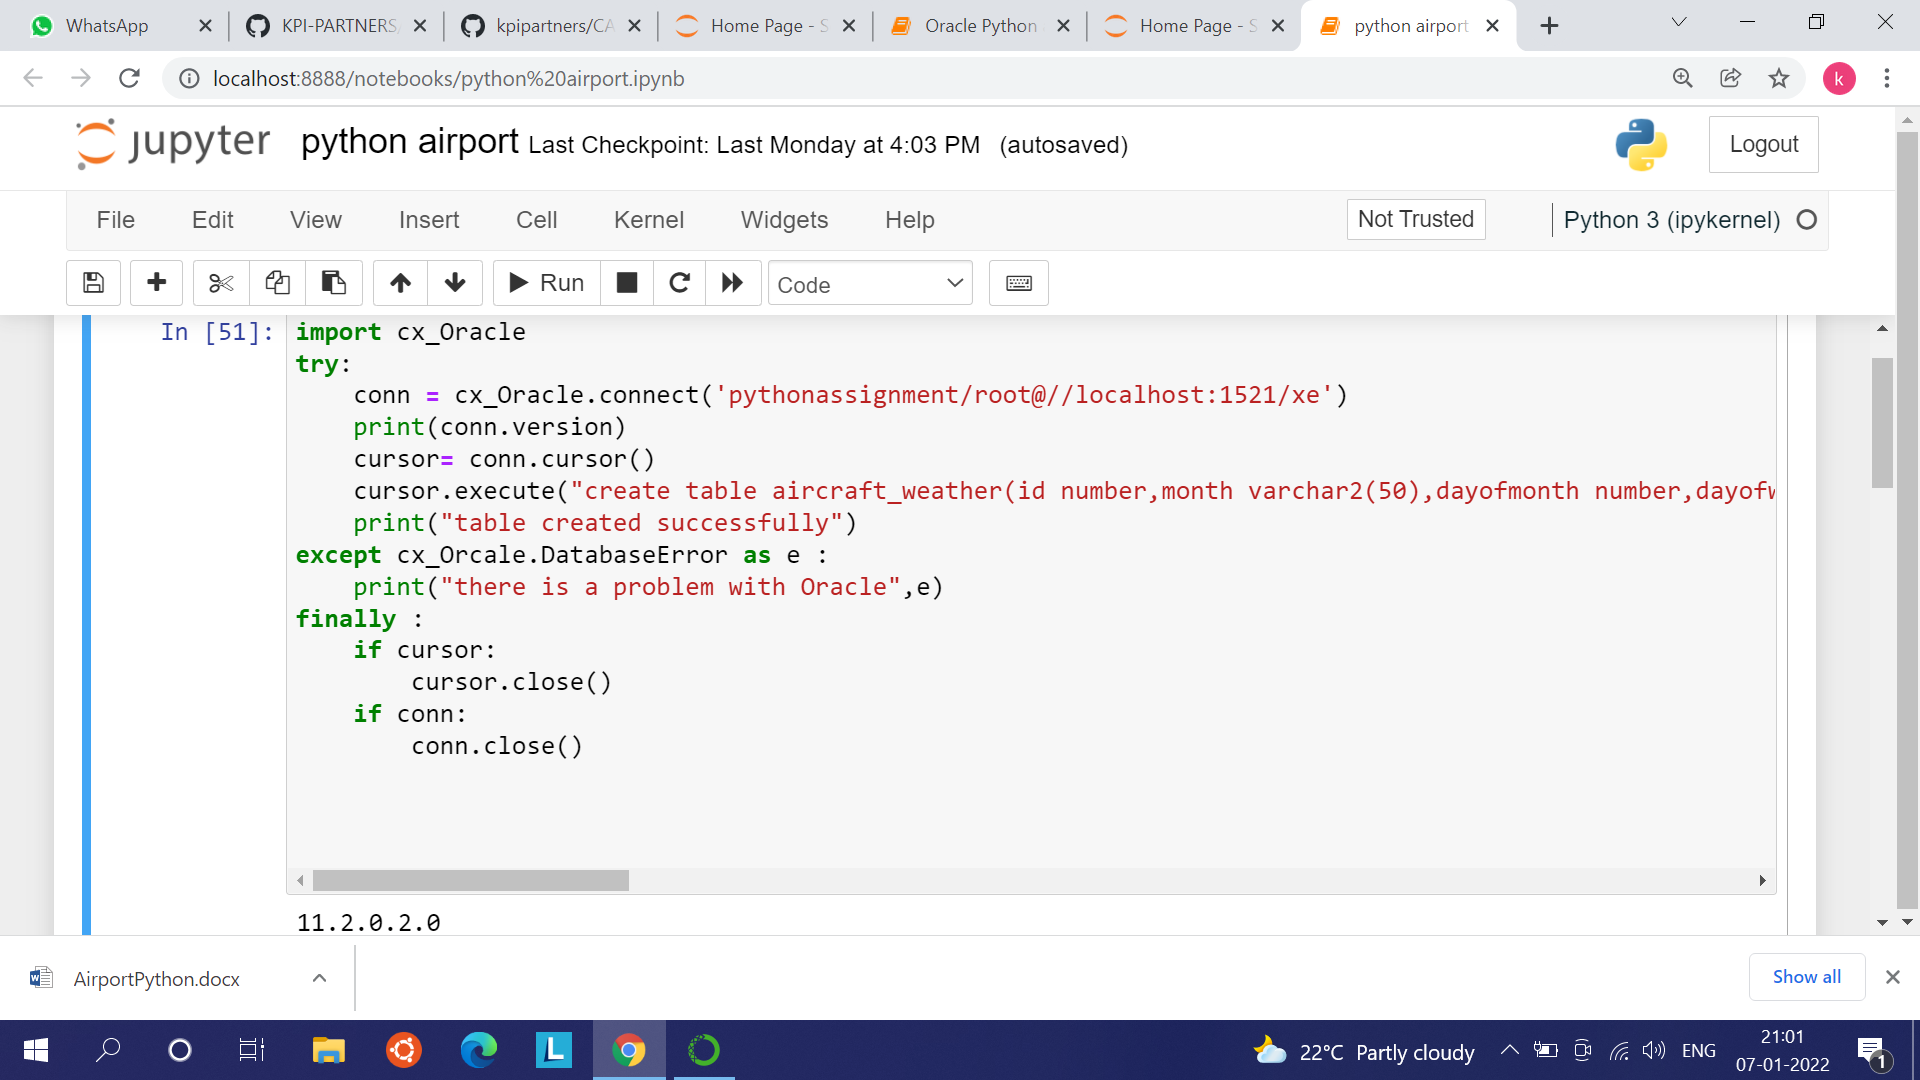 WhatsApp
KPI-PARTNERS,
kpipartners/CA
Home Page - S
Oracle Python
Home Page - S
python airport
localhost:8888/notebooks/python%20airport.ipynb
k
jupyter python airport Last Checkpoint: Last Monday at 4:03 PM (autosaved)
Logout
File Edit View Insert Cell Kernel Widgets Help
Not Trusted
Python 3 (ipykernel)
Run
Code
In [51]: import cx_Oracle
try:
    conn = cx_Oracle.connect('pythonassignment/root@//localhost:1521/xe')
    print(conn.version)
    cursor= conn.cursor()
    cursor.execute("create table aircraft_weather(id number,month varchar2(50),dayofmonth number,dayofw
    print("table created successfully")
except cx_Orcale.DatabaseError as e :
    print("there is a problem with Oracle",e)
finally :
    if cursor:
        cursor.close()
    if conn:
        conn.close()
11.2.0.2.0
AirportPython.docx
Show all
L
22°C Partly cloudy
ENG
21:01
07-01-2022
1